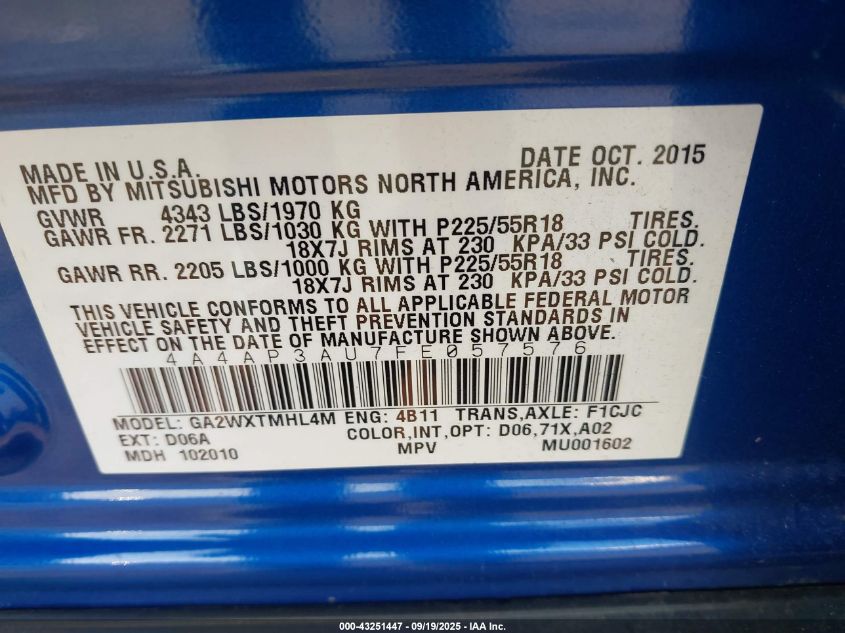 MADE IN U.S.A. DATE OCT. 2015
MFD BY MITSUBISHI MOTORS NORTH AMERICA, INC.
GVWR 4343 LBS/1970 KG
GAWR FR. 2271 LBS/1030 KG WITH P225/55R18 TIRES.
18X7J RIMS AT 230 KPA/33 PSI COLD.
GAWR RR. 2205 LBS/1000 KG WITH P225/55R18 TIRES.
18X7J RIMS AT 230 KPA/33 PSI COLD.
THIS VEHICLE CONFORMS TO ALL APPLICABLE FEDERAL MOTOR
VEHICLE SAFETY AND THEFT PREVENTION STANDARDS IN
EFFECT ON THE DATE OF MANUFACTURE SHOWN ABOVE.
4A4AP3AU7FE057576
MODEL: GA2WXTMHL4M ENG: 4B11 TRANS,AXLE: F1CJC
EXT: D06A COLOR,INT,OPT: D06,71X,A02
MDH 102010 MPV MU001602
000-43251447 - 09/19/2025 - IAA Inc.